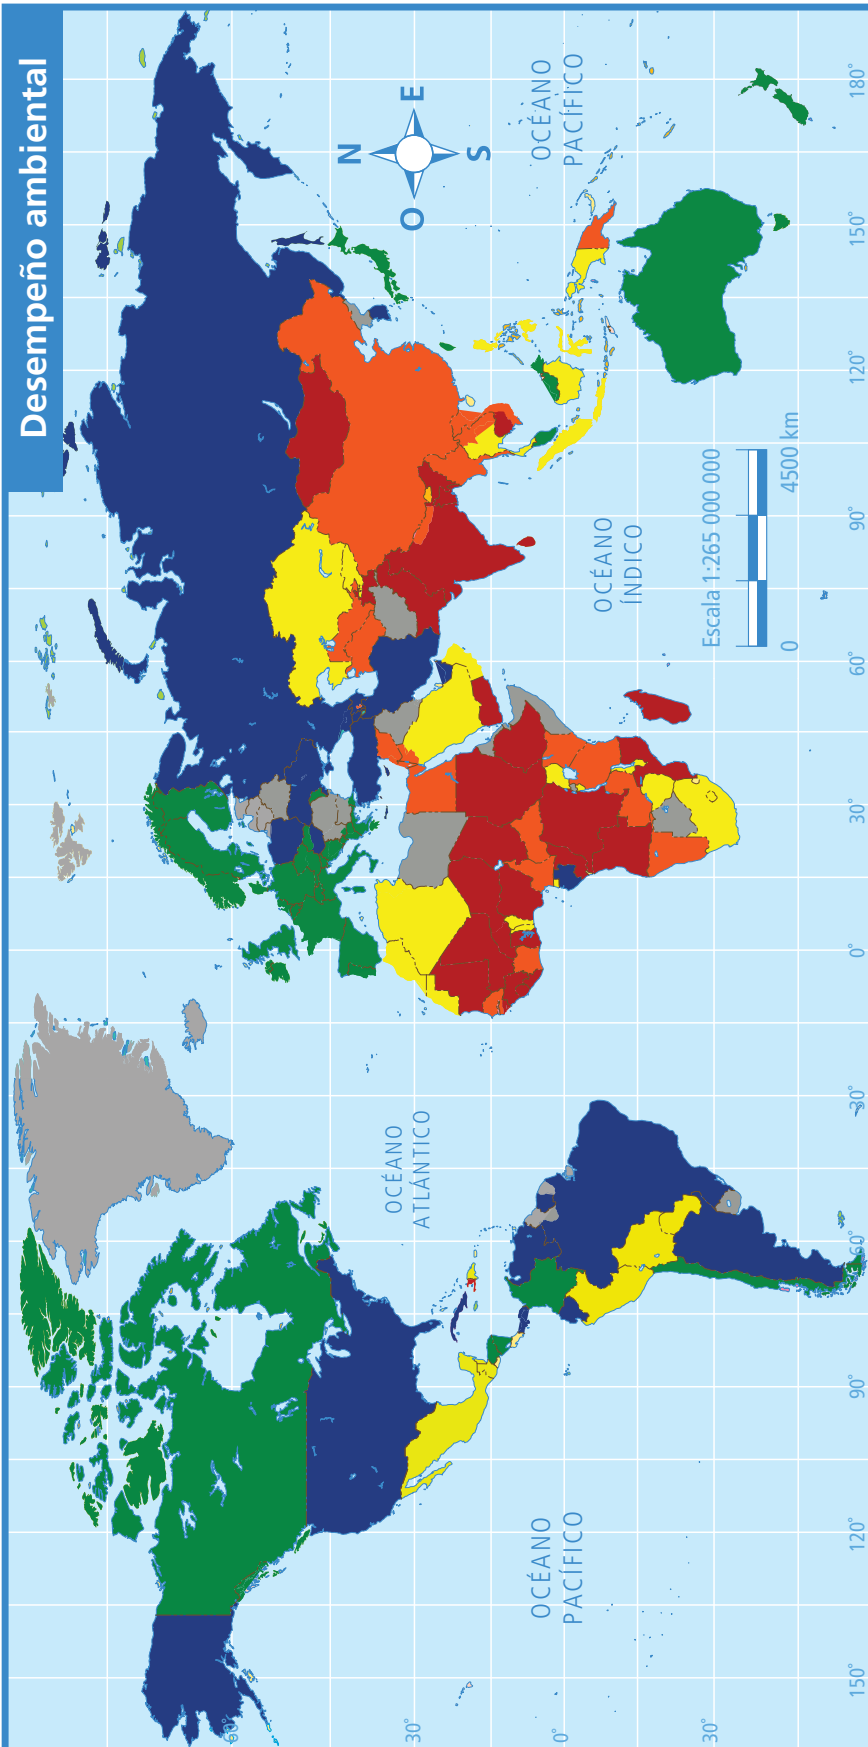 Desempeño ambiental
N
O
E
S
OCÉANO
PACÍFICO
OCÉANO
ATLÁNTICO
OCÉANO
ÍNDICO
OCÉANO
PACÍFICO
Escala 1:265 000 000
0
4500 km
60°
30°
0°
30°
150°
120°
90°
60°
30°
0°
30°
60°
90°
120°
150°
180°